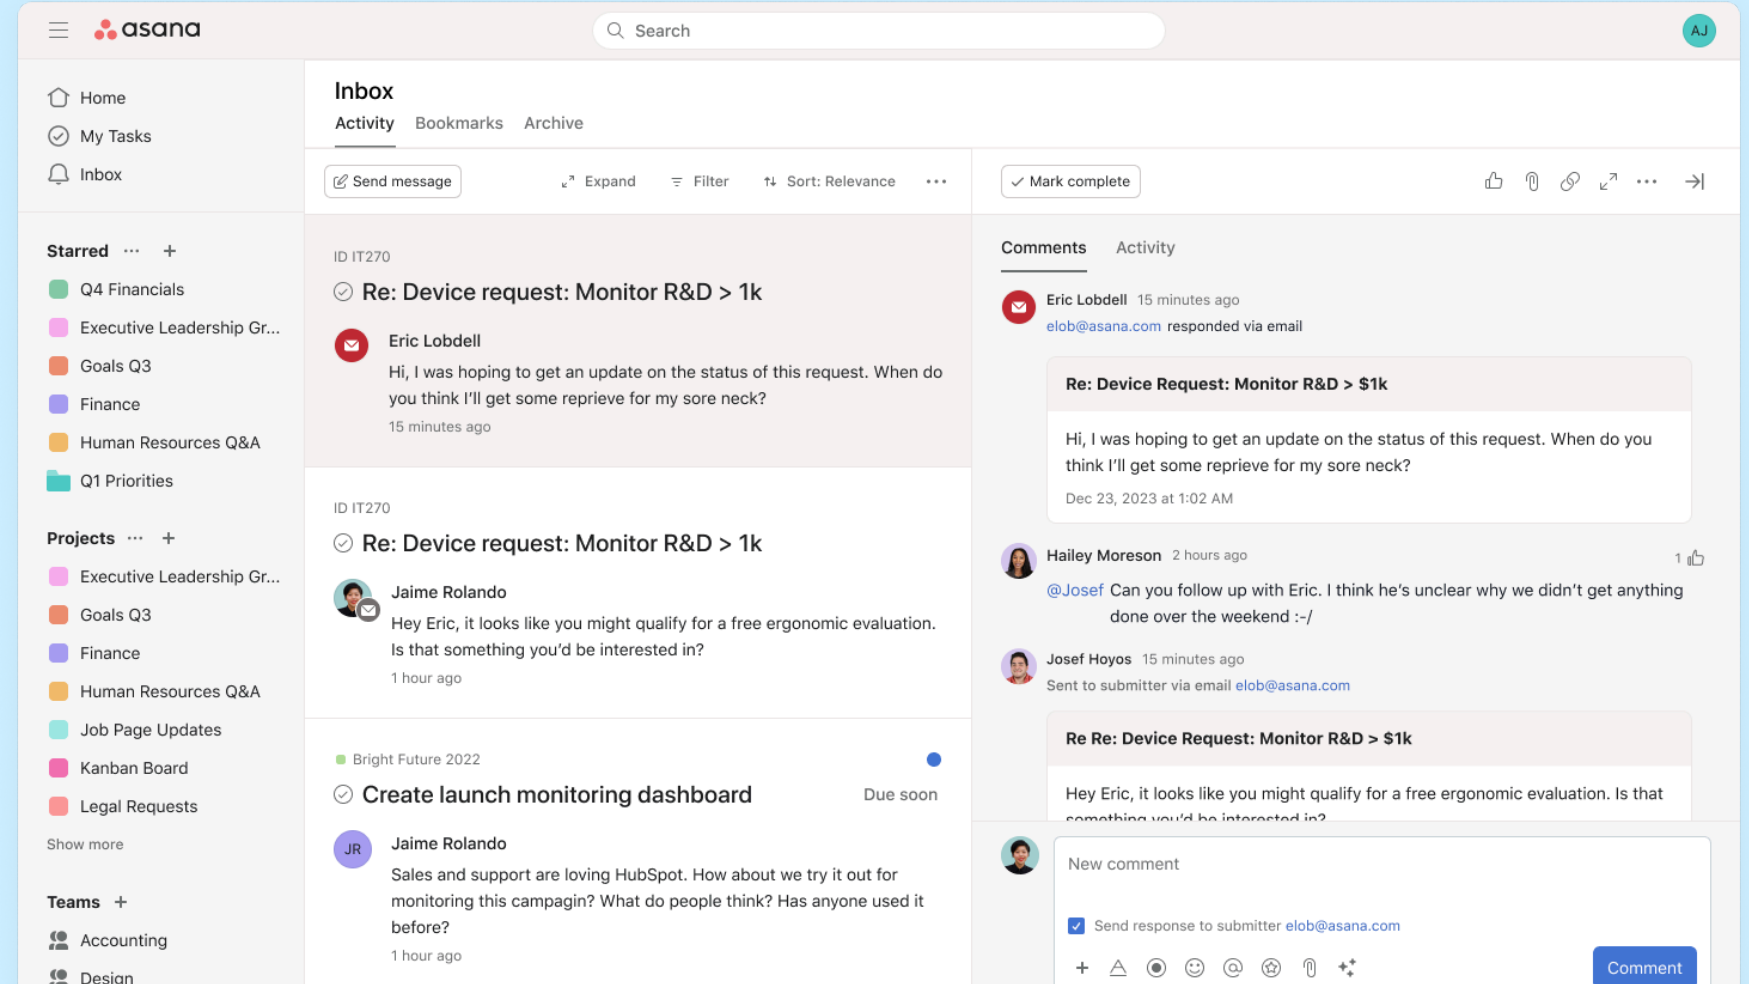 asana
Search
AJ
Home
My Tasks
Inbox
Starred
Q4 Financials
Executive Leadership Gr...
Goals Q3
Finance
Human Resources Q&A
Q1 Priorities
Projects
Executive Leadership Gr...
Goals Q3
Finance
Human Resources Q&A
Job Page Updates
Kanban Board
Legal Requests
Show more
Teams
Accounting
Design
Inbox
Activity Bookmarks Archive
Send message Expand Filter Sort: Relevance
ID IT270
Re: Device request: Monitor R&D > 1k
Eric Lobdell
Hi, I was hoping to get an update on the status of this request. When do
you think I’ll get some reprieve for my sore neck?
15 minutes ago
ID IT270
Re: Device request: Monitor R&D > 1k
Jaime Rolando
Hey Eric, it looks like you might qualify for a free ergonomic evaluation.
Is that something you’d be interested in?
1 hour ago
Bright Future 2022
Create launch monitoring dashboard Due soon
JR
Jaime Rolando
Sales and support are loving HubSpot. How about we try it out for
monitoring this campagin? What do people think? Has anyone used it
before?
1 hour ago
Mark complete
Comments Activity
Eric Lobdell 15 minutes ago
elob@asana.com responded via email
Re: Device Request: Monitor R&D > $1k
Hi, I was hoping to get an update on the status of this request. When do you
think I’ll get some reprieve for my sore neck?
Dec 23, 2023 at 1:02 AM
Hailey Moreson 2 hours ago
1
@Josef Can you follow up with Eric. I think he’s unclear why we didn’t get anything
done over the weekend :-/
Josef Hoyos 15 minutes ago
Sent to submitter via email elob@asana.com
Re Re: Device Request: Monitor R&D > $1k
Hey Eric, it looks like you might qualify for a free ergonomic evaluation. Is that
something you’d be interested in?
New comment
Send response to submitter elob@asana.com
Comment